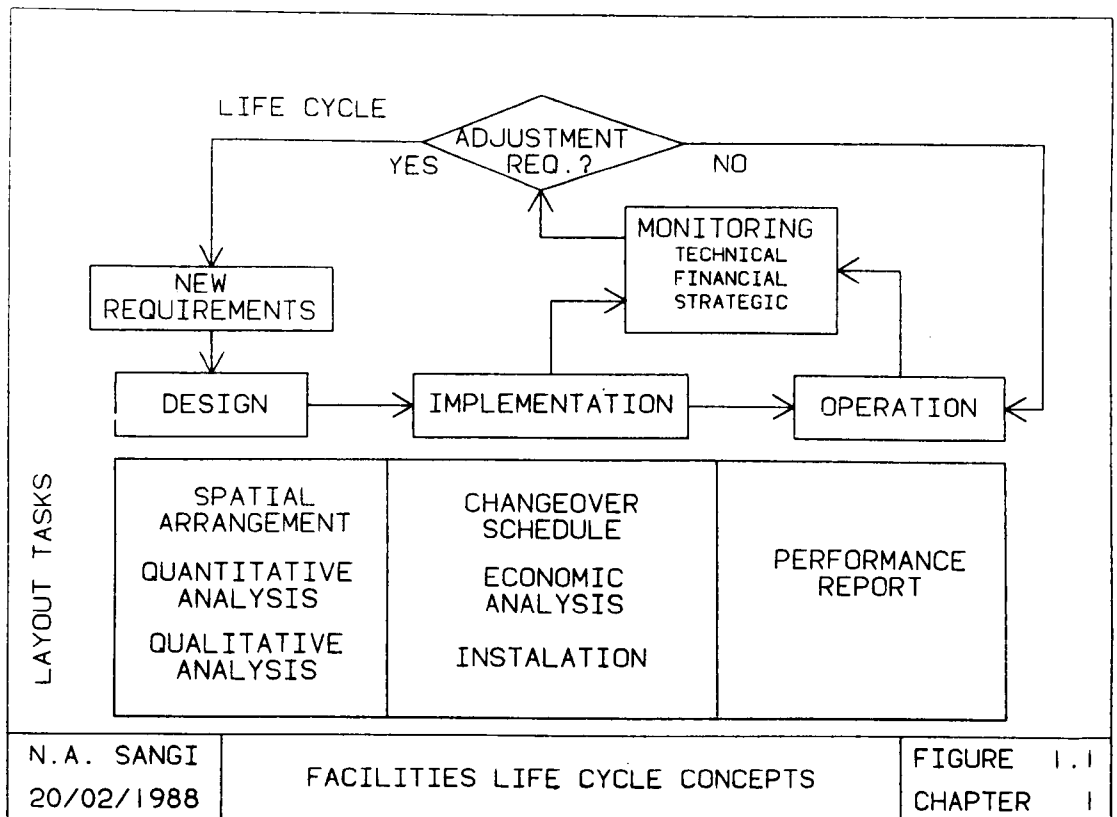 LIFE CYCLE
ADJUSTMENT
REQ.?
YES
NO
MONITORING
TECHNICAL
FINANCIAL
STRATEGIC
NEW
REQUIREMENTS
DESIGN
IMPLEMENTATION
OPERATION
LAYOUT TASKS
SPATIAL
ARRANGEMENT
QUANTITATIVE
ANALYSIS
QUALITATIVE
ANALYSIS
CHANGEOVER
SCHEDULE
ECONOMIC
ANALYSIS
INSTALATION
PERFORMANCE
REPORT
N.A. SANGI
20/02/1988
FACILITIES LIFE CYCLE CONCEPTS
FIGURE 1.1
CHAPTER 1